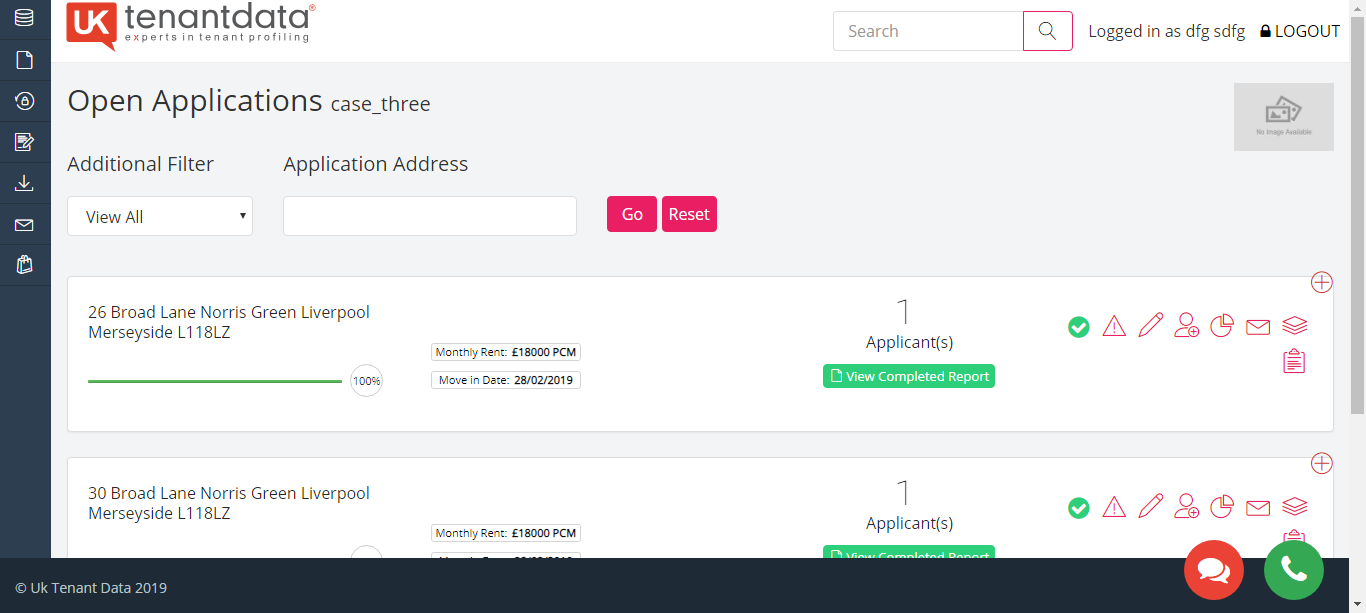 UK tenantdata®
experts in tenant profiling
Search
Logged in as dfg sdfg
LOGOUT
Open Applications case_three
No Image Available
Additional Filter
Application Address
View All
Go
Reset
26 Broad Lane Norris Green Liverpool
Merseyside L118LZ
100%
Monthly Rent: £18000 PCM
Move in Date: 28/02/2019
1
Applicant(s)
View Completed Report
30 Broad Lane Norris Green Liverpool
Merseyside L118LZ
Monthly Rent: £18000 PCM
1
Applicant(s)
View Completed Report
© Uk Tenant Data 2019